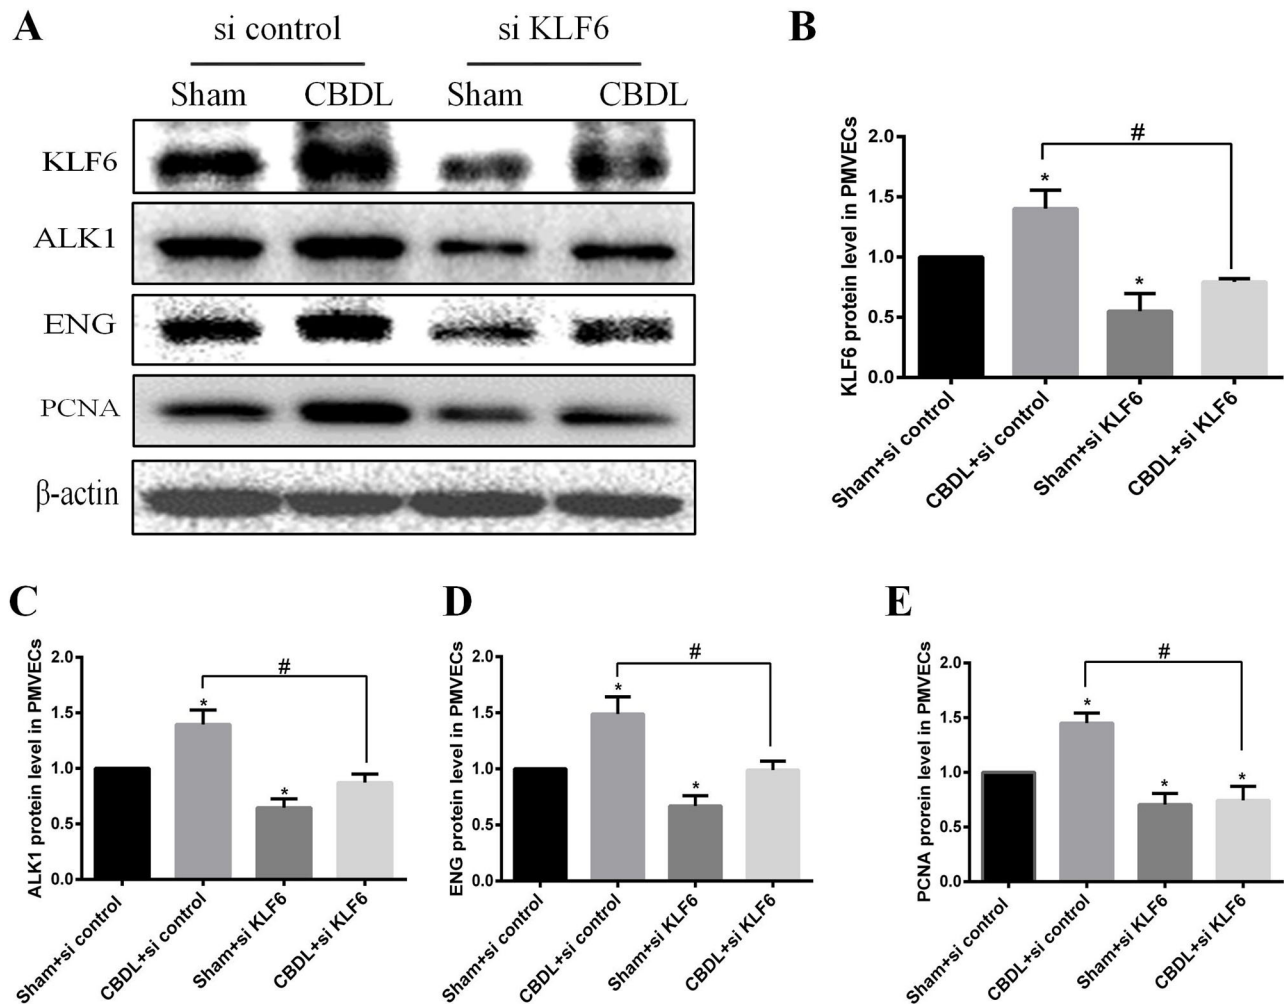 A
si control si KLF6
Sham CBDL Sham CBDL
KLF6
ALK1
ENG
PCNA
β-actin
B
KLF6 protein level in PMVECs
2.0
1.5
1.0
0.5
0.0
#
*
*
Sham+si control
CBDL+si control
Sham+si KLF6
CBDL+si KLF6
C
ALK1 protein level in PMVECs
2.0
1.5
1.0
0.5
0.0
#
*
*
Sham+si control
CBDL+si control
Sham+si KLF6
CBDL+si KLF6
D
ENG protein level in PMVECs
2.0
1.5
1.0
0.5
0.0
#
*
*
Sham+si control
CBDL+si control
Sham+si KLF6
CBDL+si KLF6
E
PCNA prorein level in PMVECs
2.0
1.5
1.0
0.5
0.0
#
*
*
*
Sham+si control
CBDL+si control
Sham+si KLF6
CBDL+si KLF6